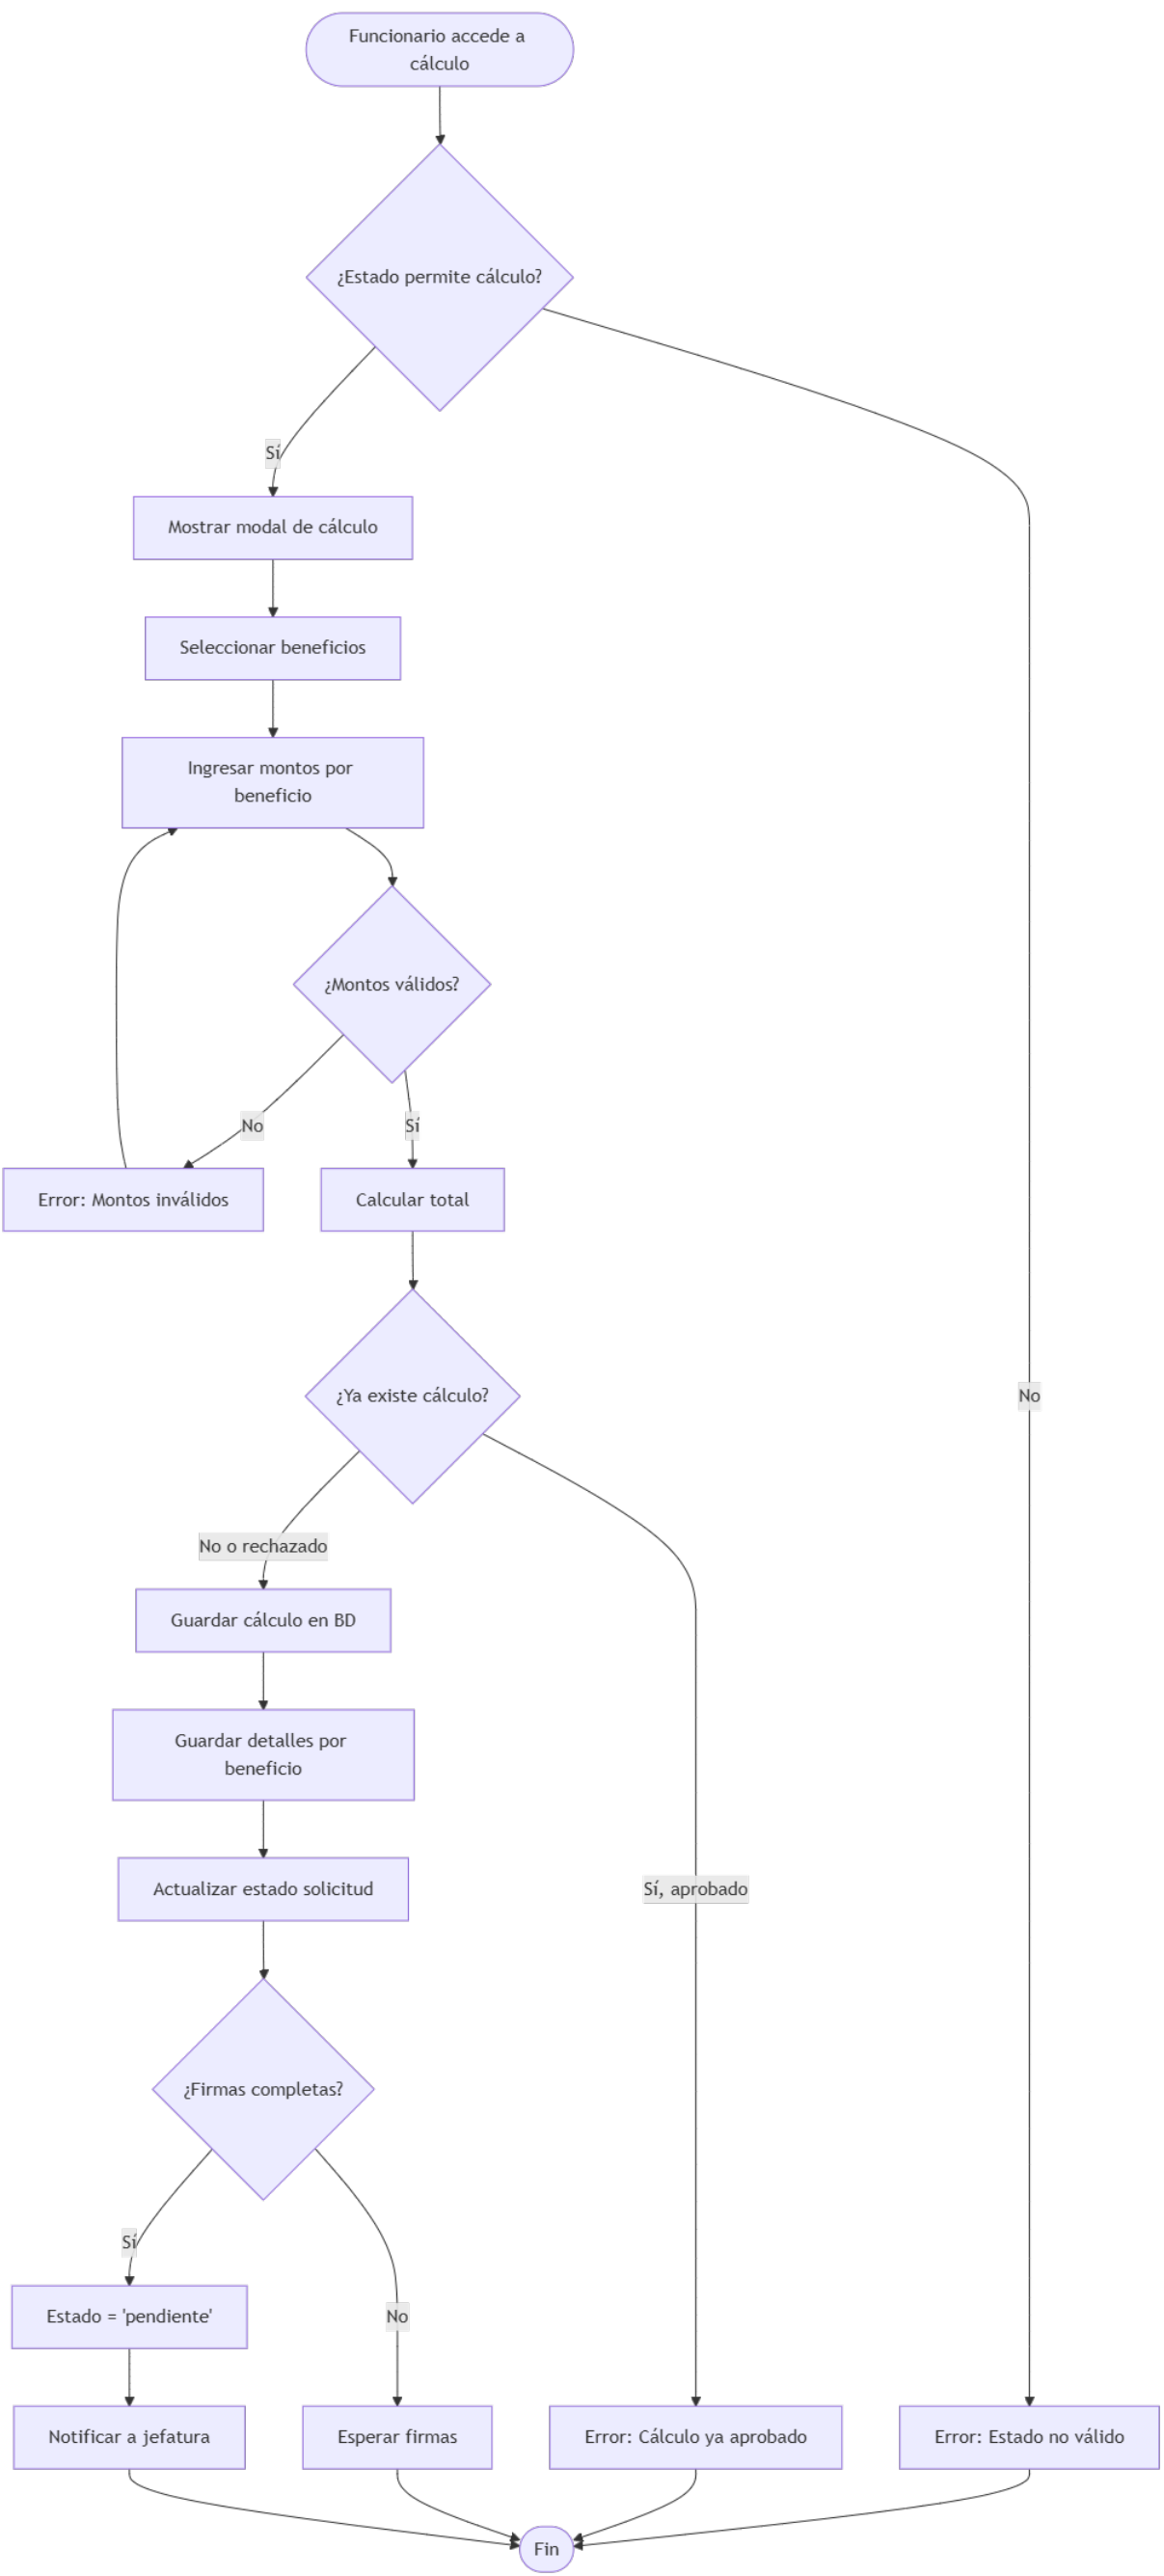 Funcionario accede a
cálculo
¿Estado permite cálculo?
Sí
Mostrar modal de cálculo
Seleccionar beneficios
Ingresar montos por
beneficio
¿Montos válidos?
No
Sí
Error: Montos inválidos
Calcular total
¿Ya existe cálculo?
No
No o rechazado
Guardar cálculo en BD
Guardar detalles por
beneficio
Actualizar estado solicitud
Sí, aprobado
¿Firmas completas?
Sí
Estado = 'pendiente'
No
Notificar a jefatura
Esperar firmas
Error: Cálculo ya aprobado
Error: Estado no válido
Fin